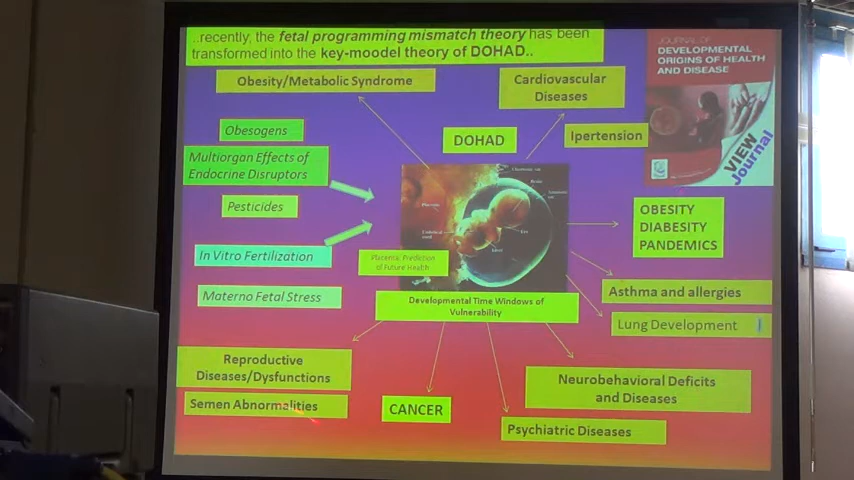 ..recently, the fetal programming mismatch theory has been
transformed into the key-moodel theory of DOHAD..
JOURNAL OF
DEVELOPMENTAL
ORIGINS OF HEALTH
AND DISEASE
VIEW
Journal
Obesity/Metabolic Syndrome
Cardiovascular
Diseases
Obesogens
DOHAD
Ipertension
Multiorgan Effects of
Endocrine Disruptors
Pesticides
OBESITY
DIABESITY
PANDEMICS
In Vitro Fertilization
Placenta: Prediction
of Future Health
Materno Fetal Stress
Asthma and allergies
Developmental Time Windows of
Vulnerability
Lung Development
Reproductive
Diseases/Dysfunctions
Neurobehavioral Deficits
and Diseases
Semen Abnormalities
CANCER
Psychiatric Diseases